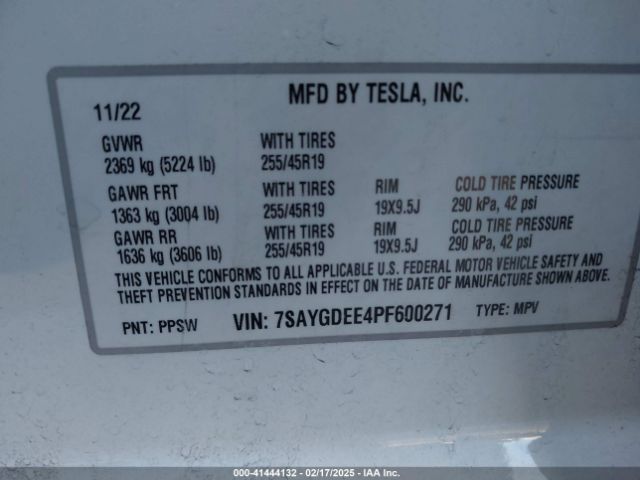 MFD BY TESLA, INC.
11/22
GVWR WITH TIRES
2369 kg (5224 lb) 255/45R19
GAWR FRT WITH TIRES RIM COLD TIRE PRESSURE
1363 kg (3004 lb) 255/45R19 19X9.5J 290 kPa, 42 psi
GAWR RR WITH TIRES RIM COLD TIRE PRESSURE
1636 kg (3606 lb) 255/45R19 19X9.5J 290 kPa, 42 psi
THIS VEHICLE CONFORMS TO ALL APPLICABLE U.S. FEDERAL MOTOR VEHICLE SAFETY AND
THEFT PREVENTION STANDARDS IN EFFECT ON THE DATE OF MANUFACTURE SHOWN ABOVE.
PNT: PPSW VIN: 7SAYGDEE4PF600271 TYPE: MPV
000-41444132 - 02/17/2025 - IAAI.COM